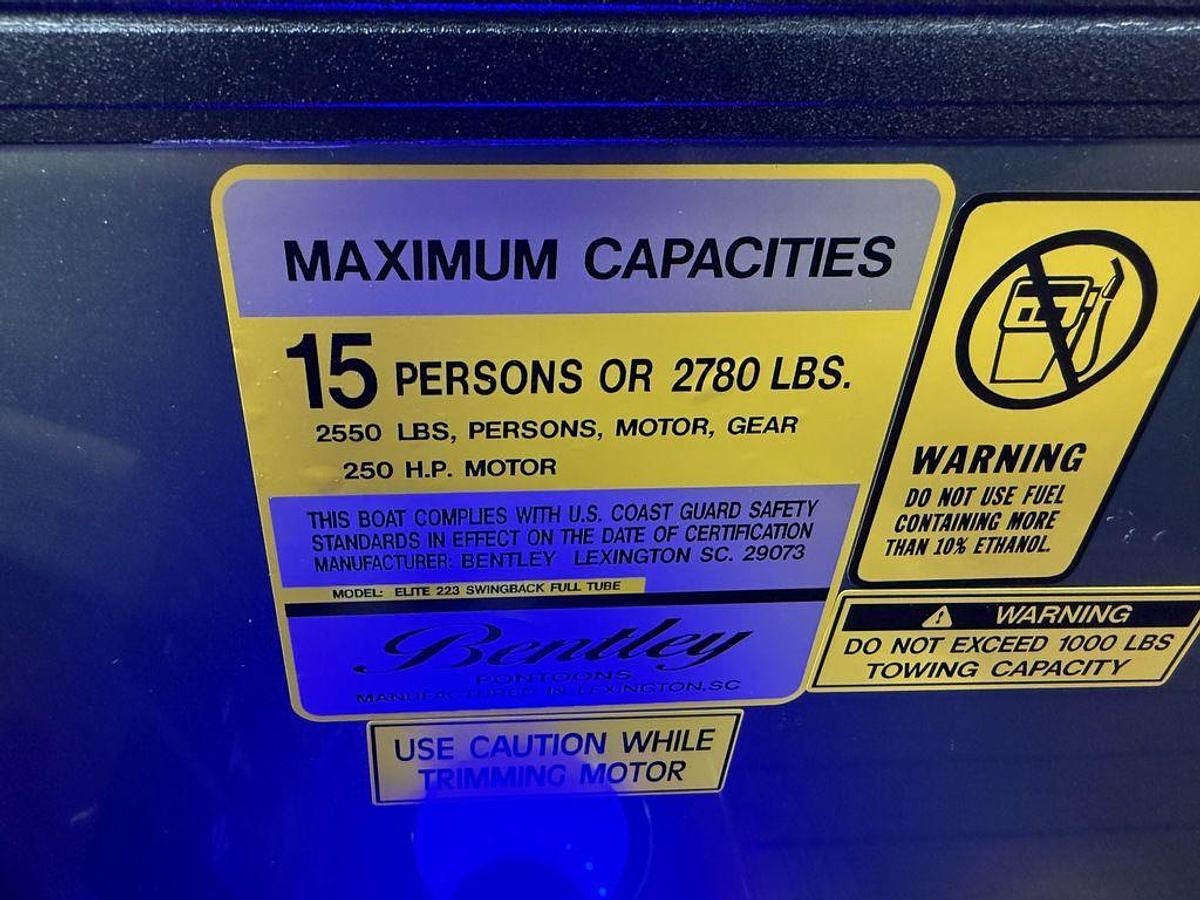 MAXIMUM CAPACITIES
15 PERSONS OR 2780 LBS.
2550 LBS, PERSONS, MOTOR, GEAR
250 H.P. MOTOR
THIS BOAT COMPLIES WITH U.S. COAST GUARD SAFETY
STANDARDS IN EFFECT ON THE DATE OF CERTIFICATION
MANUFACTURER: BENTLEY LEXINGTON SC. 29073
MODEL: ELITE 223 SWINGBACK FULL TUBE
Bentley
PONTOONS
MANUFACTURED IN LEXINGTON, SC
USE CAUTION WHILE
TRIMMING MOTOR
WARNING
DO NOT USE FUEL
CONTAINING MORE
THAN 10% ETHANOL.
WARNING
DO NOT EXCEED 1000 LBS
TOWING CAPACITY